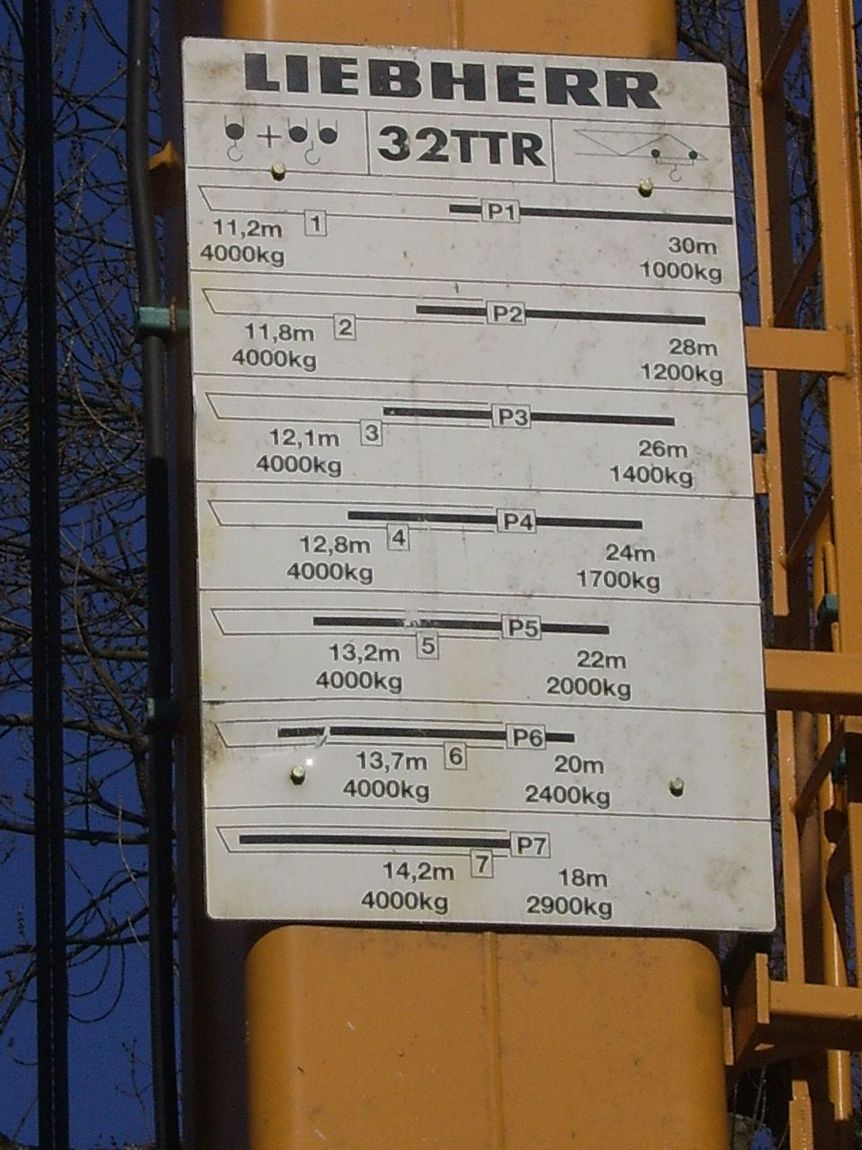 LIEBHERR
32TTR
P1
11,2m 1 30m
4000kg 1000kg
P2
11,8m 2 28m
4000kg 1200kg
P3
12,1m 3 26m
4000kg 1400kg
P4
12,8m 4 24m
4000kg 1700kg
P5
13,2m 5 22m
4000kg 2000kg
P6
13,7m 6 20m
4000kg 2400kg
P7
14,2m 7 18m
4000kg 2900kg